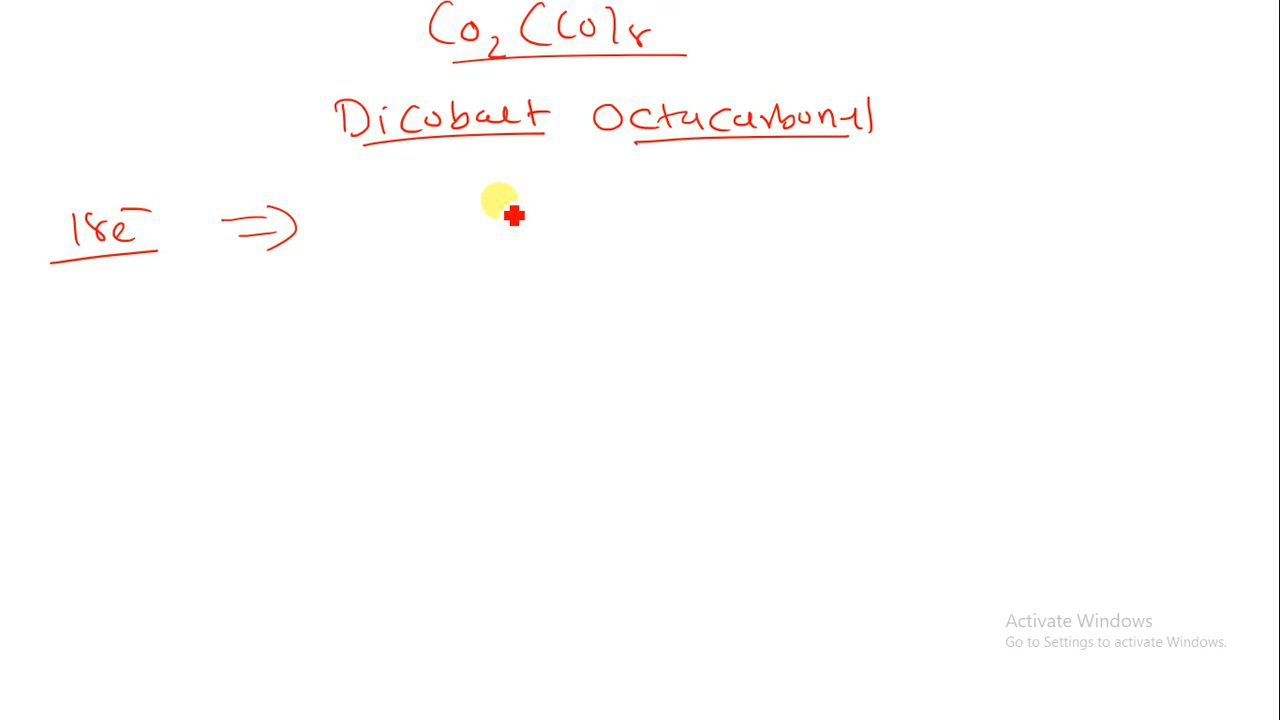 Co₂(CO)₈
Dicobalt Octacarbonyl
18e⁻ ⇒
Activate Windows
Go to Settings to activate Windows.